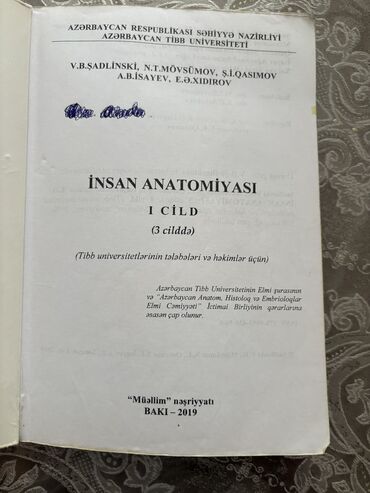 AZƏRBAYCAN RESPUBLİKASI SƏHİYYƏ NAZİRLİYİ
AZƏRBAYCAN TİBB UNİVERSİTETİ
V.B.ŞADLİNSKİ, N.T.MÖVSÜMOV, Ş.İ.QASIMOV
A.B.İSAYEV, E.Ə.XIDIROV
İNSAN ANATOMİYASI
I CİLD
(3 cilddə)
(Tibb universitetlərinin tələbələri və həkimlər üçün)
Azərbaycan Tibb Universitetinin Elmi şurasının
və "Azərbaycan Anatom, Histoloq və Embrioloqlar
Elmi Cəmiyyəti" İctimai Birliyinin qərarlarına
əsasən çap olunur.
"Müəllim" nəşriyyatı
BAKI – 2019